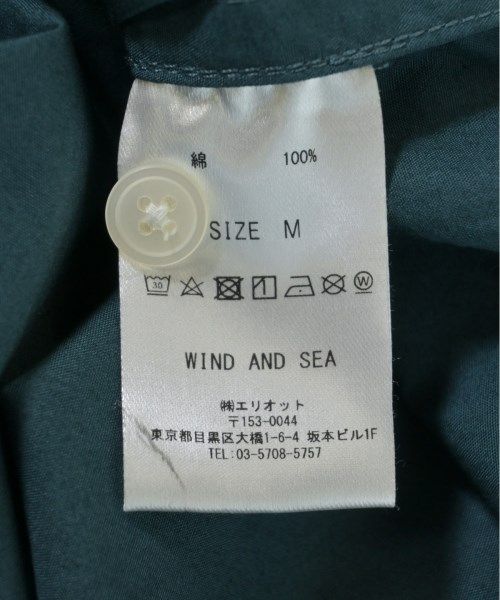 綿 100%
SIZE M
30 W
WIND AND SEA
㈱エリオット
〒153-0044
東京都目黒区大橋1-6-4 坂本ビル1F
TEL:03-5708-5757